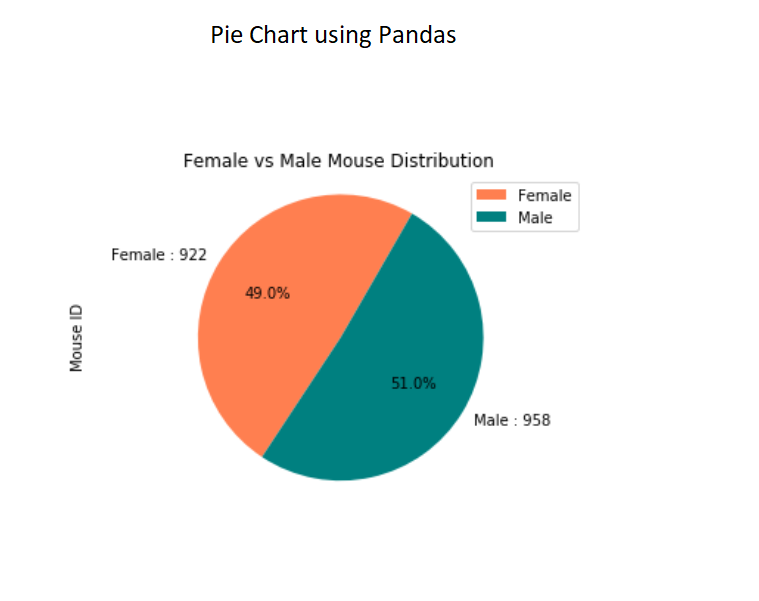 Pie Chart using Pandas
Female vs Male Mouse Distribution
Female
Male
Female : 922
49.0%
Mouse ID
51.0%
Male : 958